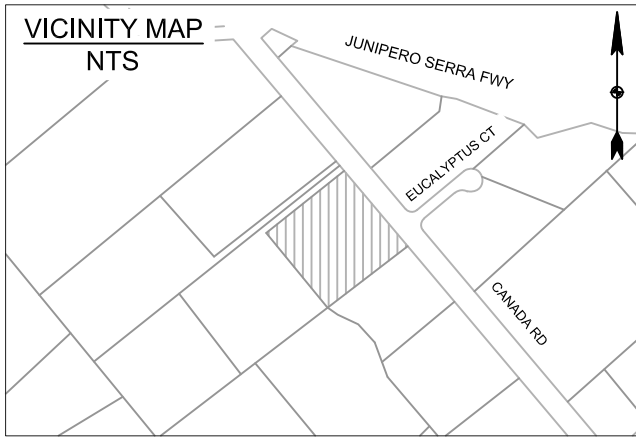 VICINITY MAP
NTS
JUNIPERO SERRA FWY
EUCALYPTUS CT
CANADA RD